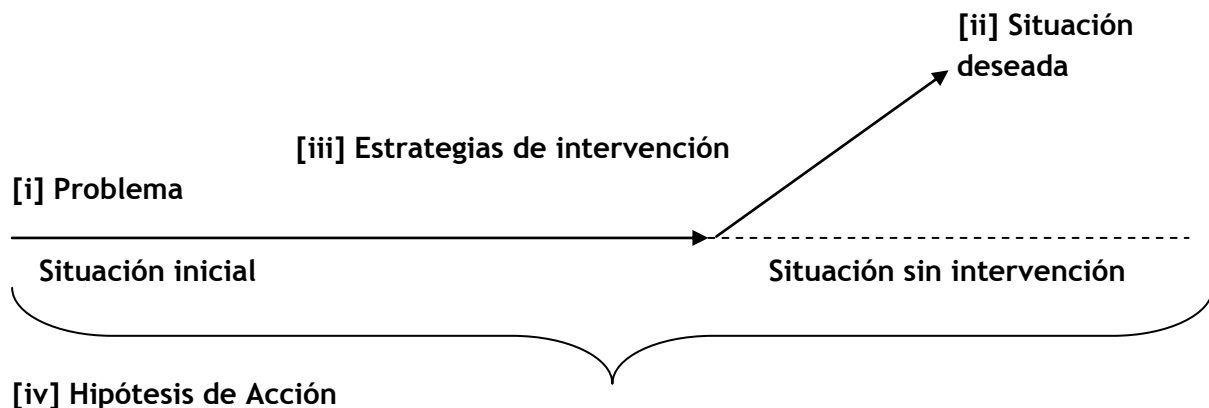 [ii] Situación
deseada
[iii] Estrategias de intervención
[i] Problema
Situación inicial
Situación sin intervención
[iv] Hipótesis de Acción